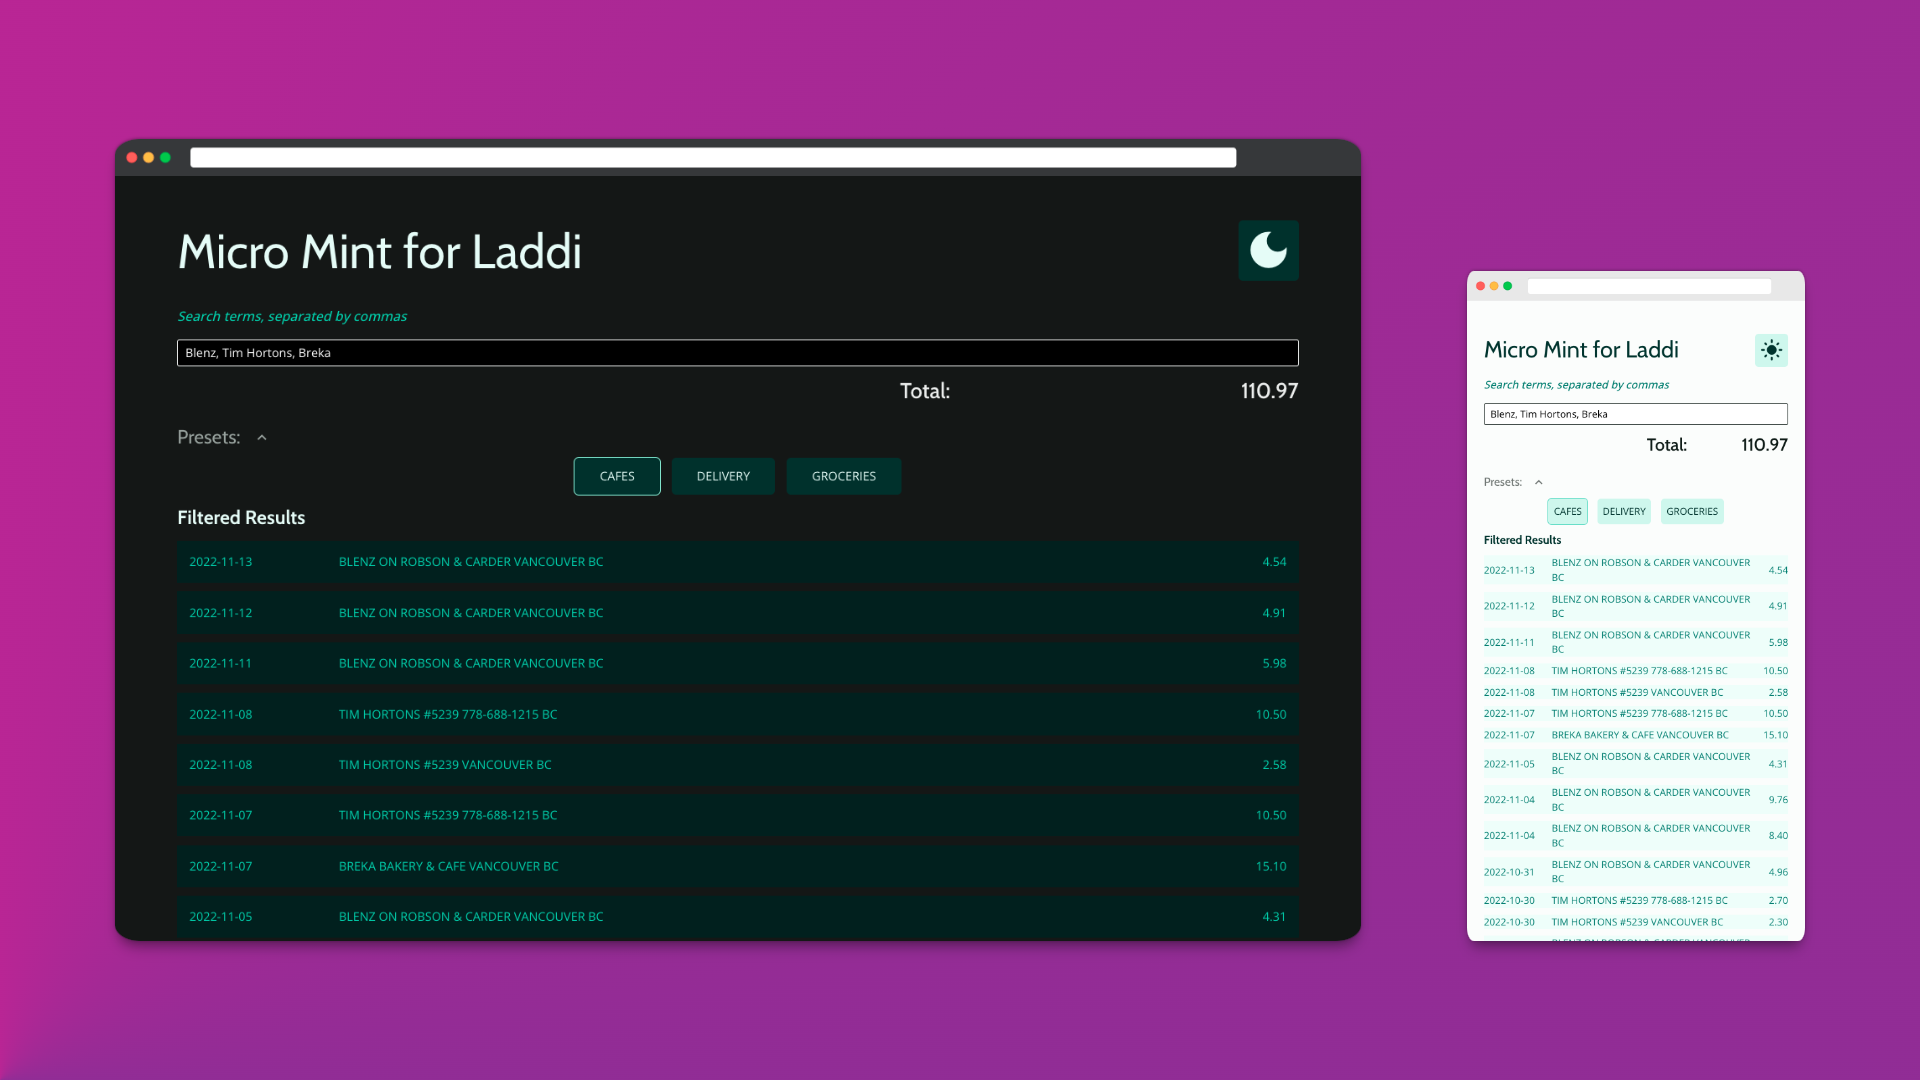 Micro Mint for Laddi
Search terms, separated by commas
Blenz, Tim Hortons, Breka
Total: 110.97
Presets:
CAFES DELIVERY GROCERIES
Filtered Results
2022-11-13 BLENZ ON ROBSON & CARDER VANCOUVER BC 4.54
2022-11-12 BLENZ ON ROBSON & CARDER VANCOUVER BC 4.91
2022-11-11 BLENZ ON ROBSON & CARDER VANCOUVER BC 5.98
2022-11-08 TIM HORTONS #5239 778-688-1215 BC 10.50
2022-11-08 TIM HORTONS #5239 VANCOUVER BC 2.58
2022-11-07 TIM HORTONS #5239 778-688-1215 BC 10.50
2022-11-07 BREKA BAKERY & CAFE VANCOUVER BC 15.10
2022-11-05 BLENZ ON ROBSON & CARDER VANCOUVER BC 4.31
Micro Mint for Laddi
Search terms, separated by commas
Blenz, Tim Hortons, Breka
Total: 110.97
Presets:
CAFES DELIVERY GROCERIES
Filtered Results
2022-11-13 BLENZ ON ROBSON & CARDER VANCOUVER 4.54
BC
2022-11-12 BLENZ ON ROBSON & CARDER VANCOUVER 4.91
BC
2022-11-11 BLENZ ON ROBSON & CARDER VANCOUVER 5.98
BC
2022-11-08 TIM HORTONS #5239 778-688-1215 BC 10.50
2022-11-08 TIM HORTONS #5239 VANCOUVER BC 2.58
2022-11-07 TIM HORTONS #5239 778-688-1215 BC 10.50
2022-11-07 BREKA BAKERY & CAFE VANCOUVER BC 15.10
2022-11-05 BLENZ ON ROBSON & CARDER VANCOUVER 4.31
BC
2022-11-04 BLENZ ON ROBSON & CARDER VANCOUVER 9.76
BC
2022-11-04 BLENZ ON ROBSON & CARDER VANCOUVER 8.40
BC
2022-10-31 BLENZ ON ROBSON & CARDER VANCOUVER 4.96
BC
2022-10-30 TIM HORTONS #5239 778-688-1215 BC 2.70
2022-10-30 TIM HORTONS #5239 VANCOUVER BC 2.30